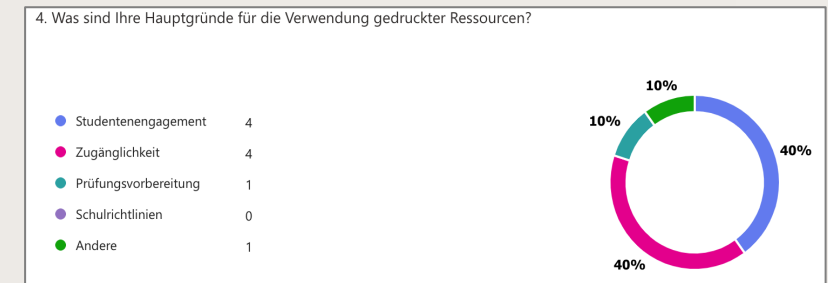 4. Was sind Ihre Hauptgründe für die Verwendung gedruckter Ressourcen?
Studentenengagement 4
Zugänglichkeit 4
Prüfungsvorbereitung 1
Schulrichtlinien 0
Andere 1
10%
10%
40%
40%